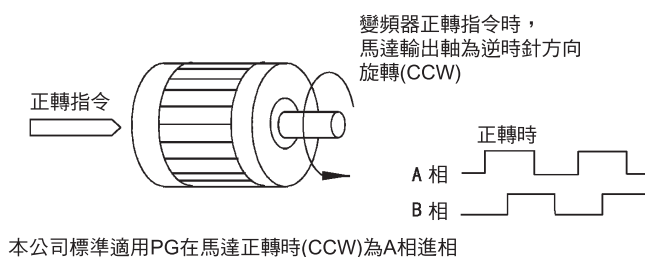 變頻器正轉指令時，
馬達輸出軸為逆時針方向
旋轉(CCW)
正轉指令
正轉時
A 相
B 相
本公司標準適用PG在馬達正轉時(CCW)為A相進相